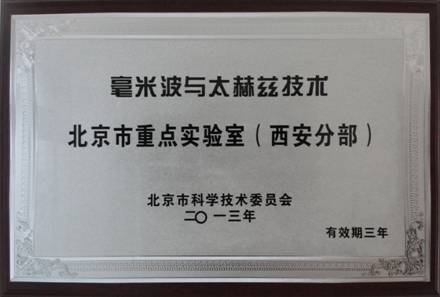 毫米波与太赫兹技术
北京市重点实验室（西安分部）
北京市科学技术委员会
二〇一三年
有效期三年